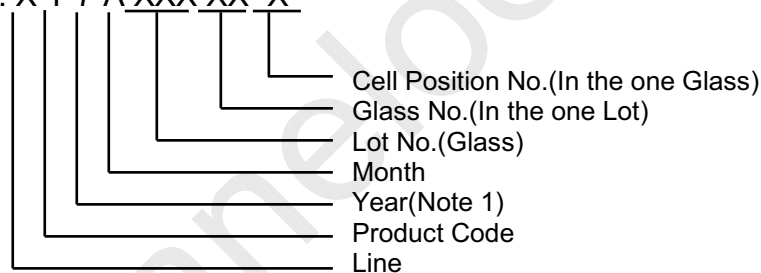 Cell Position No.(In the one Glass)
Glass No.(In the one Lot)
Lot No.(Glass)
Month
Year(Note 1)
Product Code
Line